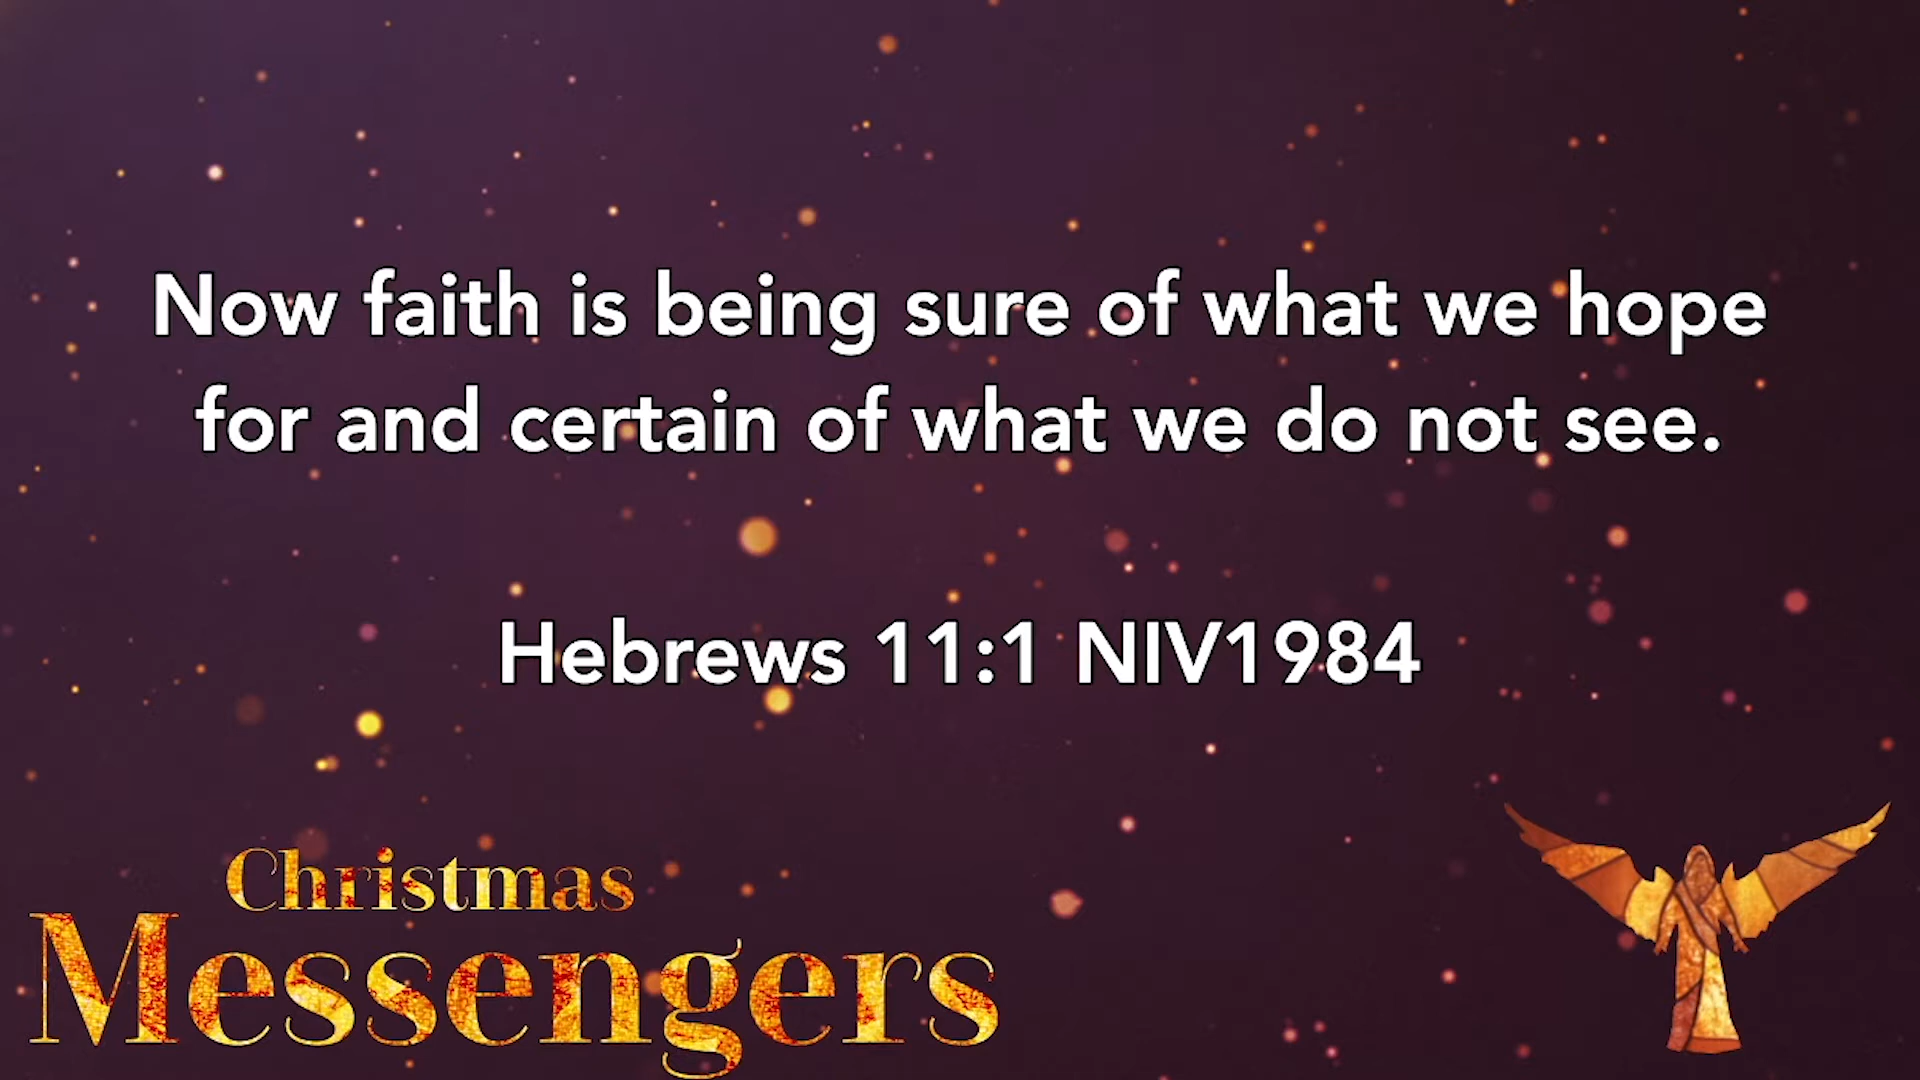 Now faith is being sure of what we hope
for and certain of what we do not see.
Hebrews 11:1 NIV1984
Christmas
Messengers